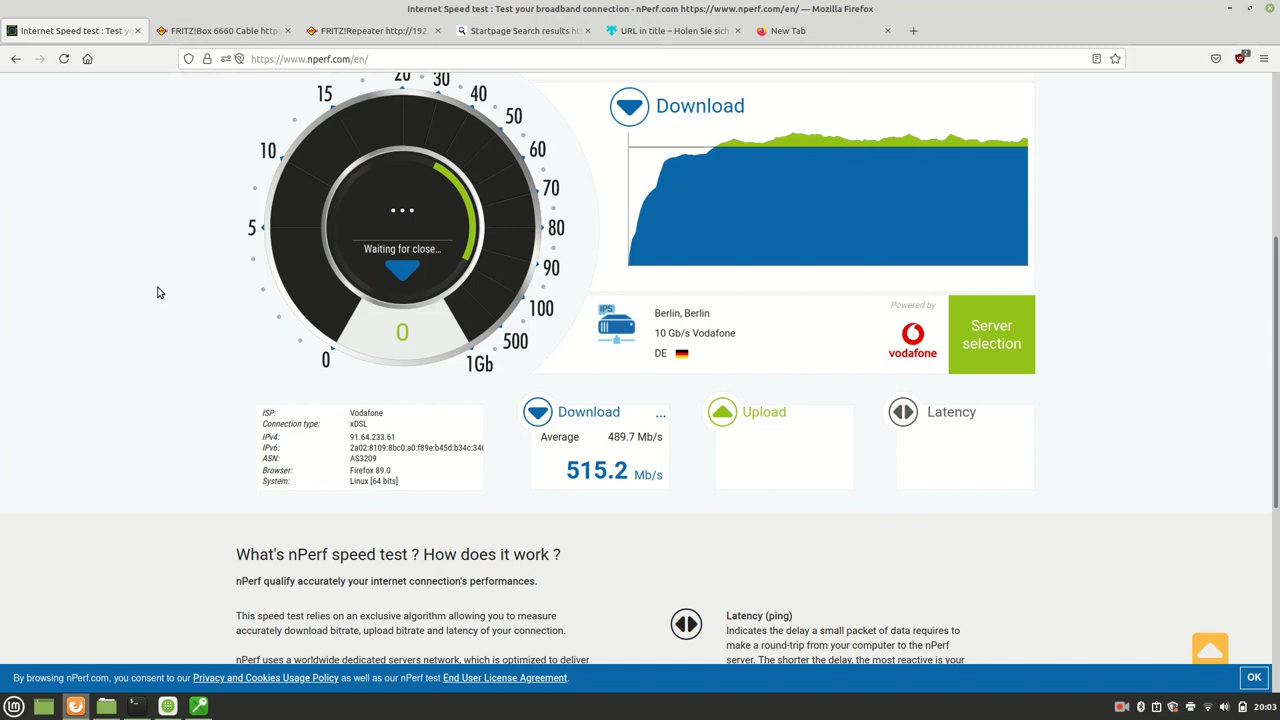 Internet Speed test : Test your broadband connection - nPerf.com https://www.nperf.com/en/ — Mozilla Firefox
Internet Speed test : Test y
FRITZ!Box 6660 Cable http:
FRITZ!Repeater http://192.
Startpage Search results ht
URL in title – Holen Sie sich
New Tab
https://www.nperf.com/en/
2
20
30
15
40
50
10
60
70
5
80
90
100
500
0
1Gb
...
Waiting for close...
0
Download
IPS
Berlin, Berlin
10 Gb/s Vodafone
DE
Powered by
vodafone
Server
selection
ISP: Vodafone
Connection type: xDSL
IPv4: 91.64.233.61
IPv6: 2a02:8109:8bc0:a0:f89e:b45d:b34c:346
ASN: AS3209
Browser: Firefox 89.0
System: Linux [64 bits]
Download ...
Average 489.7 Mb/s
515.2 Mb/s
Upload
Latency
What's nPerf speed test ? How does it work ?
nPerf qualify accurately your internet connection's performances.
This speed test relies on an exclusive algorithm allowing you to measure
accurately download bitrate, upload bitrate and latency of your connection.
nPerf uses a worldwide dedicated servers network, which is optimized to deliver
Latency (ping)
Indicates the delay a small packet of data requires to
make a round-trip from your computer to the nPerf
server. The shorter the delay, the most reactive is your
By browsing nPerf.com, you consent to our Privacy and Cookies Usage Policy as well as our nPerf test End User License Agreement.
OK
20:03